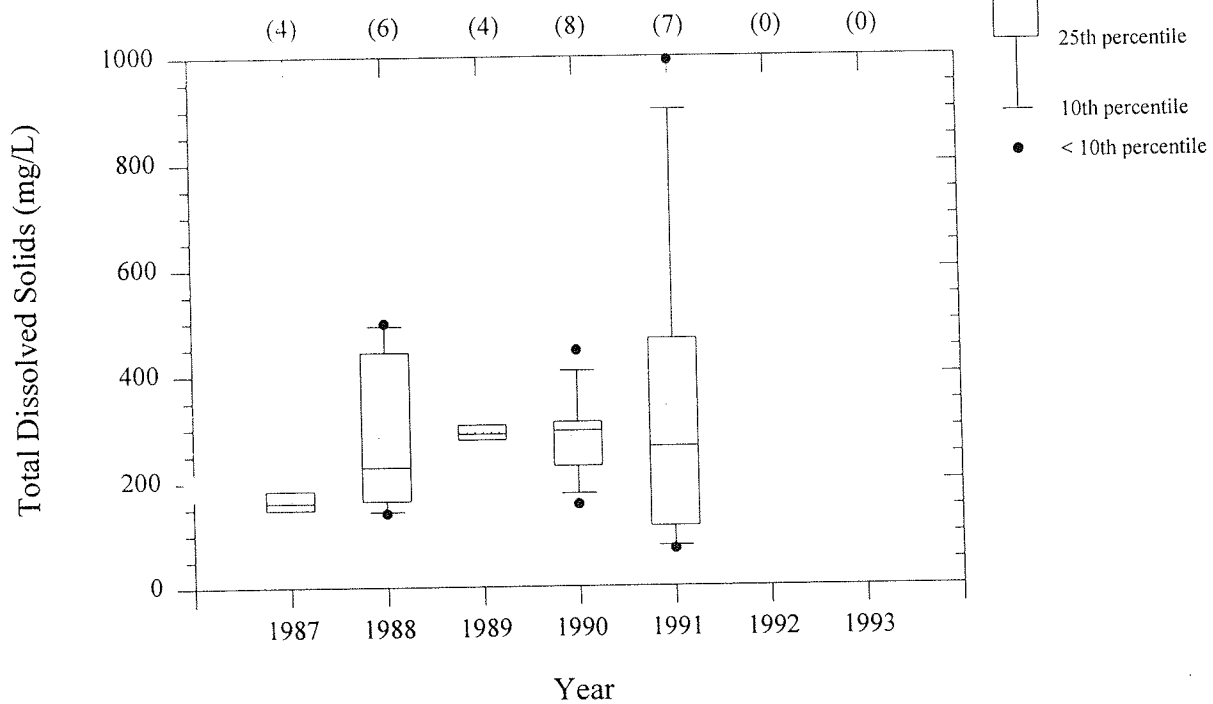 (4) (6) (4) (8) (7) (0) (0)
25th percentile
10th percentile
< 10th percentile
Total Dissolved Solids (mg/L)
1000
800
600
400
200
0
1987 1988 1989 1990 1991 1992 1993
Year